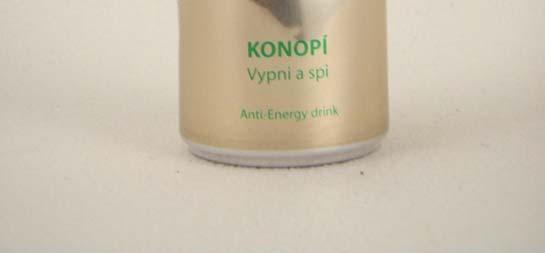 KONOPÍ
Vypni a spi
Anti-Energy drink